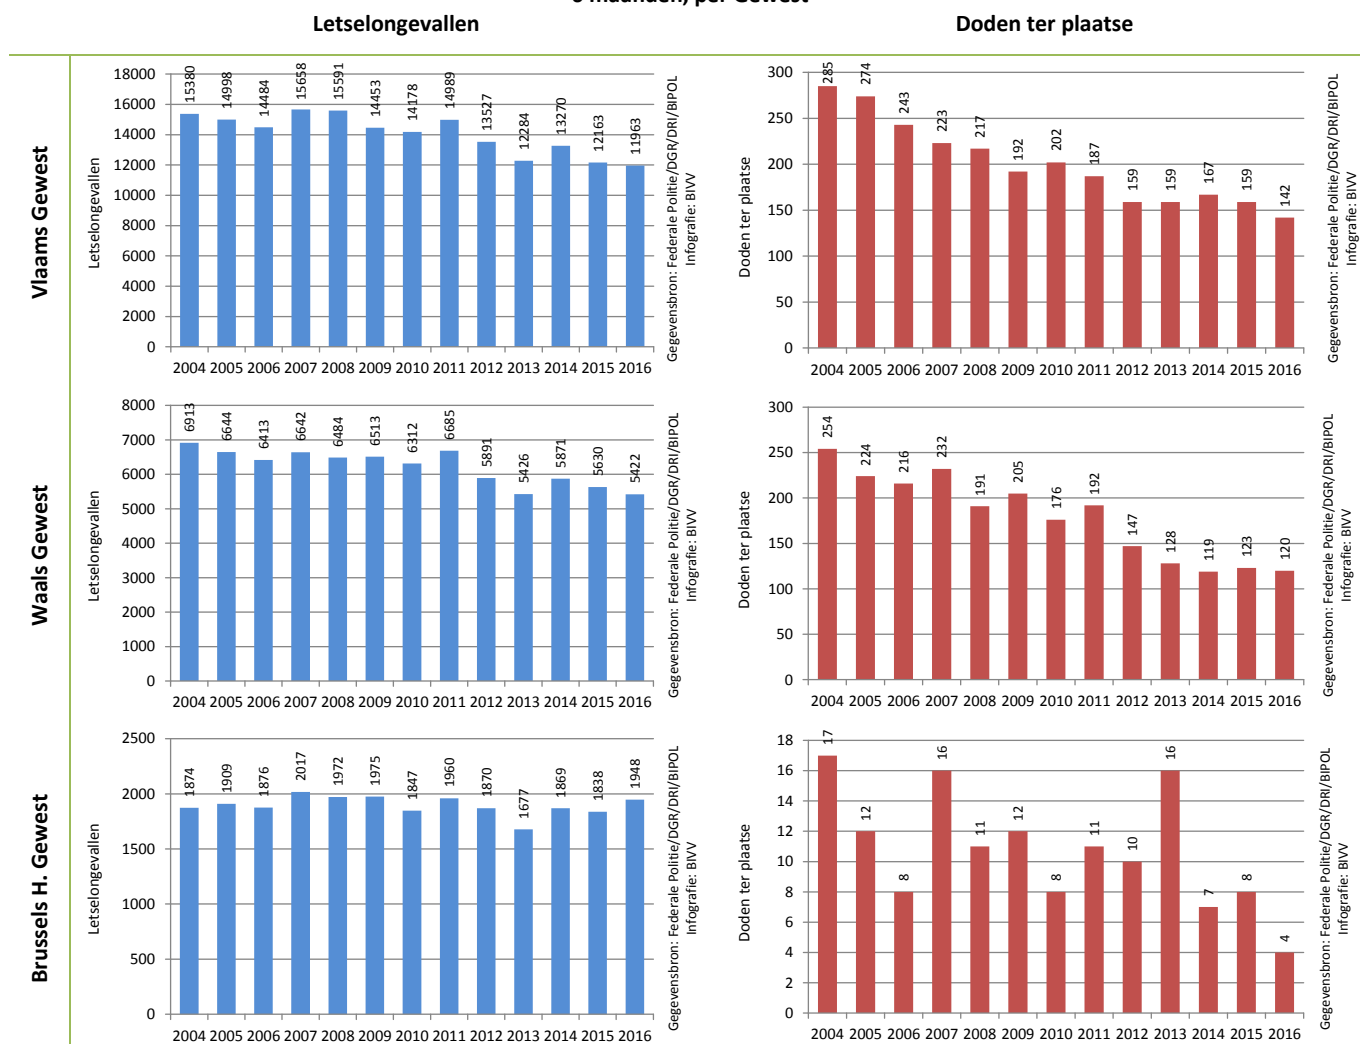 6 maanden, per Gewest
Letselongevallen
Doden ter plaatse
Vlaams Gewest
Letselongevallen
18000
16000
14000
12000
10000
8000
6000
4000
2000
0
15380 14998 14484 15658 15591 14453 14178 14989 13527 12284 13270 12163 11963
2004 2005 2006 2007 2008 2009 2010 2011 2012 2013 2014 2015 2016
Gegevensbron: Federale Politie/DGR/DRI/BIPOL
Infografie: BIVV
Doden ter plaatse
300
250
200
150
100
50
0
285 274 243 223 217 192 202 187 159 159 167 159 142
2004 2005 2006 2007 2008 2009 2010 2011 2012 2013 2014 2015 2016
Gegevensbron: Federale Politie/DGR/DRI/BIPOL
Infografie: BIVV
Waals Gewest
Letselongevallen
8000
7000
6000
5000
4000
3000
2000
1000
0
6913 6644 6413 6642 6484 6513 6312 6685 5891 5426 5871 5630 5422
2004 2005 2006 2007 2008 2009 2010 2011 2012 2013 2014 2015 2016
Gegevensbron: Federale Politie/DGR/DRI/BIPOL
Infografie: BIVV
Doden ter plaatse
300
250
200
150
100
50
0
254 224 216 232 191 205 176 192 147 128 119 123 120
2004 2005 2006 2007 2008 2009 2010 2011 2012 2013 2014 2015 2016
Gegevensbron: Federale Politie/DGR/DRI/BIPOL
Infografie: BIVV
Brussels H. Gewest
Letselongevallen
2500
2000
1500
1000
500
0
1874 1909 1876 2017 1972 1975 1847 1960 1870 1677 1869 1838 1948
2004 2005 2006 2007 2008 2009 2010 2011 2012 2013 2014 2015 2016
Gegevensbron: Federale Politie/DGR/DRI/BIPOL
Infografie: BIVV
Doden ter plaatse
18
16
14
12
10
8
6
4
2
0
17 12 8 16 11 12 8 11 10 16 7 8 4
2004 2005 2006 2007 2008 2009 2010 2011 2012 2013 2014 2015 2016
Gegevensbron: Federale Politie/DGR/DRI/BIPOL
Infografie: BIVV